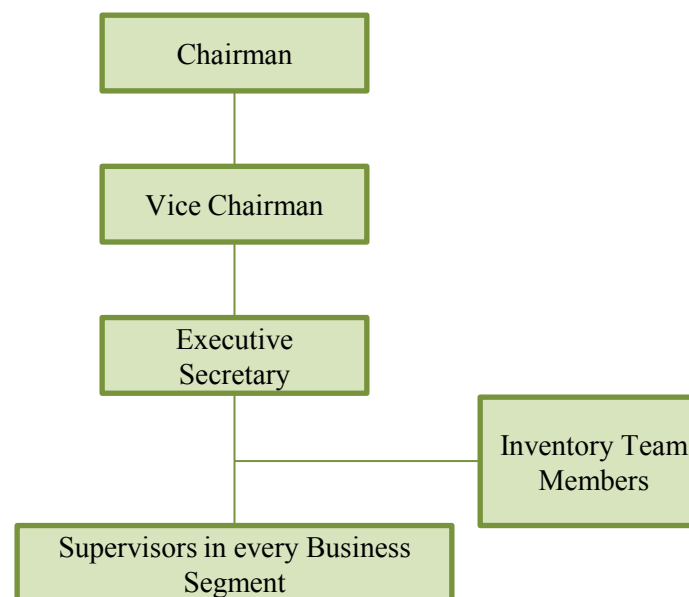 Chairman
Vice Chairman
Executive
Secretary
Inventory Team
Members
Supervisors in every Business
Segment